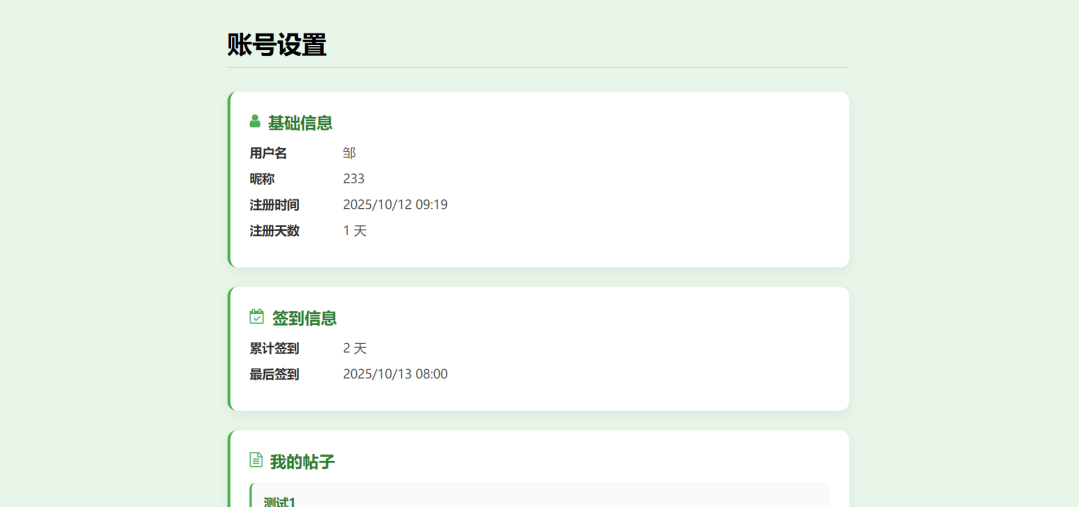 账号设置
基础信息
用户名 邹
昵称 233
注册时间 2025/10/12 09:19
注册天数 1 天
签到信息
累计签到 2 天
最后签到 2025/10/13 08:00
我的帖子
测试1